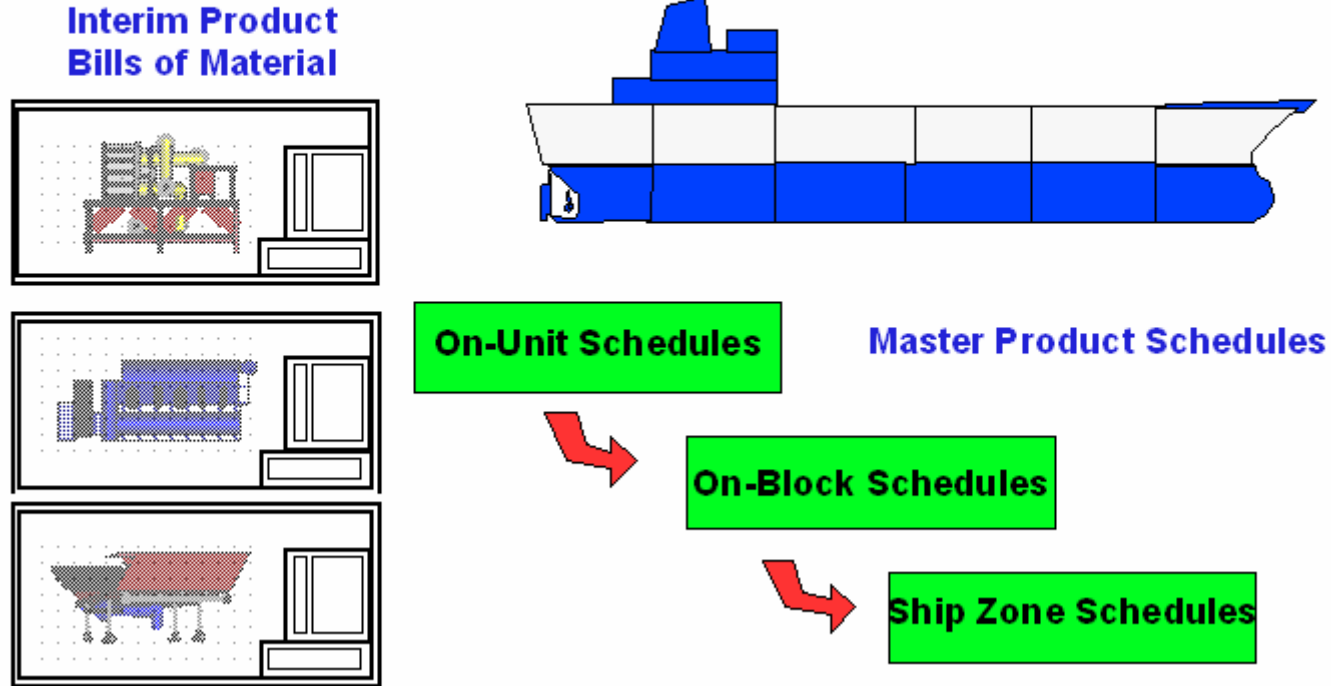 Interim Product
Bills of Material
On-Unit Schedules
Master Product Schedules
On-Block Schedules
Ship Zone Schedules